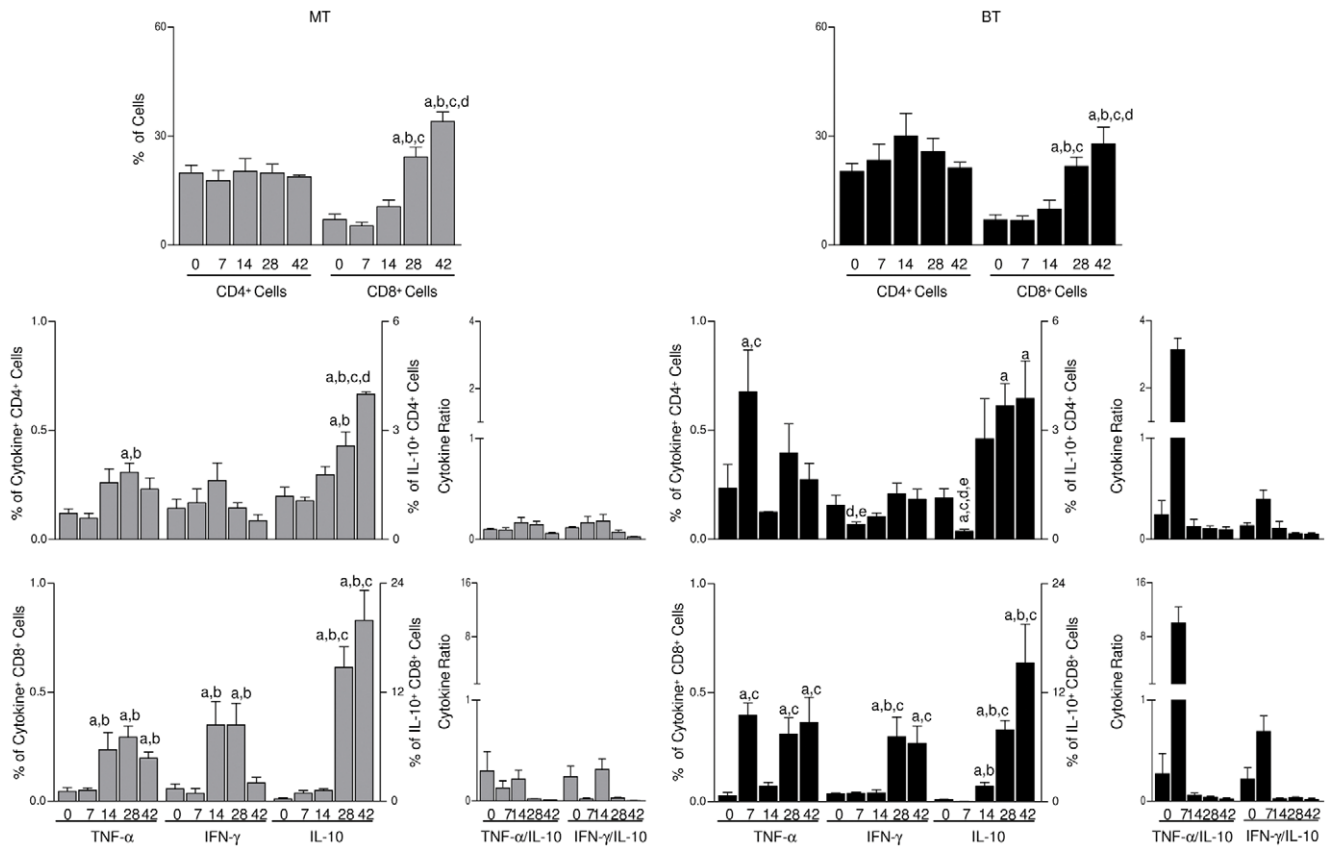 MT
BT
% of Cells
60
30
0
a,b,c
a,b,c,d
0 7 14 28 42
0 7 14 28 42
CD4+ Cells
CD8+ Cells
60
30
0
a,b,c
a,b,c,d
0 7 14 28 42
0 7 14 28 42
CD4+ Cells
CD8+ Cells
% of Cytokine+ CD4+ Cells
1.0
0.5
0.0
a,b
a,b
a,b,c,d
6
3
0
% of IL-10+ CD4+ Cells
Cytokine Ratio
4
2
1
0
% of Cytokine+ CD4+ Cells
1.0
0.5
0.0
a,c
d,e
a,c,d,e
a
a
6
3
0
% of IL-10+ CD4+ Cells
Cytokine Ratio
4
2
1
0
% of Cytokine+ CD8+ Cells
1.0
0.5
0.0
a,b
a,b
a,b
a,b
a,b
a,b,c
a,b,c
24
12
0
% of IL-10+ CD8+ Cells
0 7 14 28 42
0 7 14 28 42
0 7 14 28 42
TNF-α
IFN-γ
IL-10
Cytokine Ratio
16
8
1
0
0 7 14 28 42
0 7 14 28 42
TNF-α/IL-10
IFN-γ/IL-10
% of Cytokine+ CD8+ Cells
1.0
0.5
0.0
a,c
a,c
a,c
a,b,c
a,c
a,b
a,b,c
a,b,c
24
12
0
% of IL-10+ CD8+ Cells
0 7 14 28 42
0 7 14 28 42
0 7 14 28 42
TNF-α
IFN-γ
IL-10
Cytokine Ratio
16
8
1
0
0 7 14 28 42
0 7 14 28 42
TNF-α/IL-10
IFN-γ/IL-10